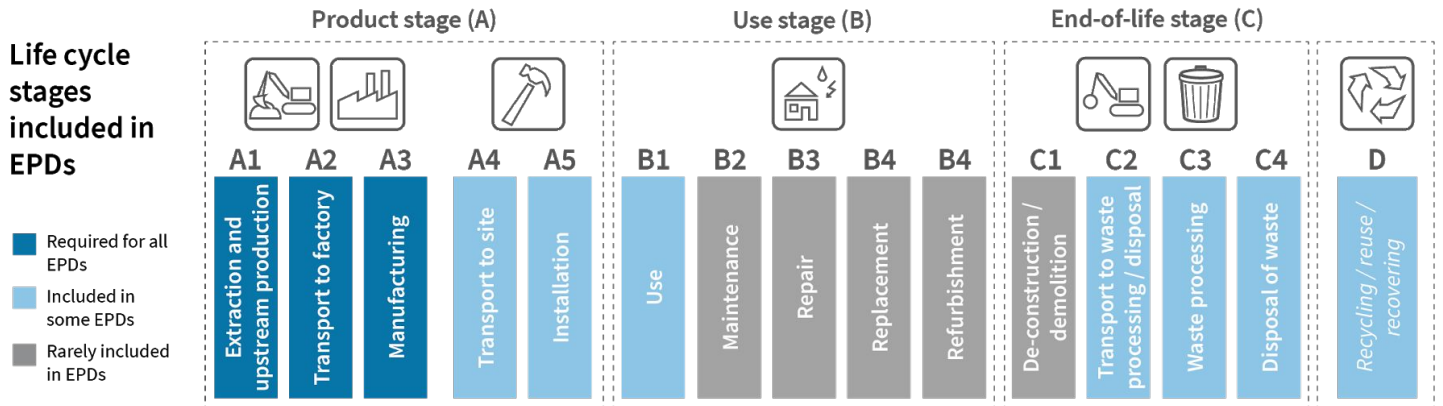 Life cycle
stages
included in
EPDs
Required for all
EPDs
Included in
some EPDs
Rarely included
in EPDs
Product stage (A)
A1
Extraction and
upstream production
A2
Transport to factory
A3
Manufacturing
A4
Transport to site
A5
Installation
Use stage (B)
B1
Use
B2
Maintenance
B3
Repair
B4
Replacement
B4
Refurbishment
End-of-life stage (C)
C1
De-construction /
demolition
C2
Transport to waste
processing / disposal
C3
Waste processing
C4
Disposal of waste
D
Recycling / reuse /
recovering